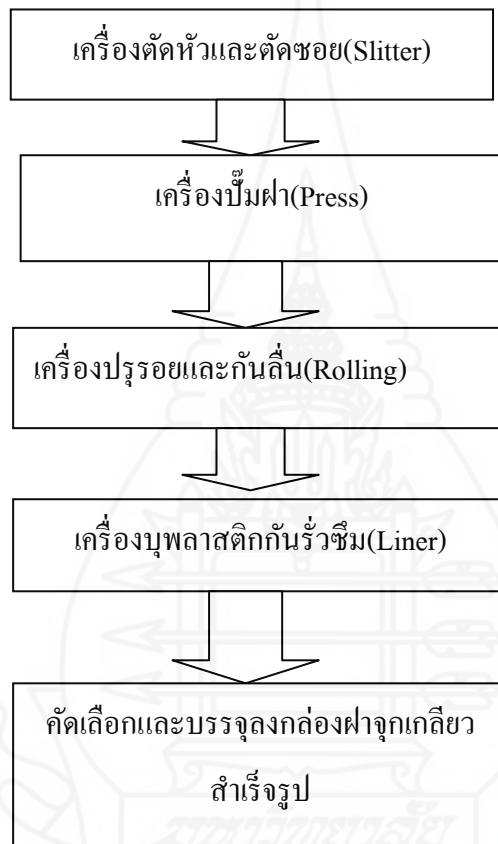 เครื่องตัดหัวและตัดซอย(Slitter)
เครื่องปั๊มฝา(Press)
เครื่องปรุรอยและกันลื่น(Rolling)
เครื่องบุพลาสติกกันรั่วซึม(Liner)
คัดเลือกและบรรจุลงกล่องฝาจุกเกลียว
สำเร็จรูป